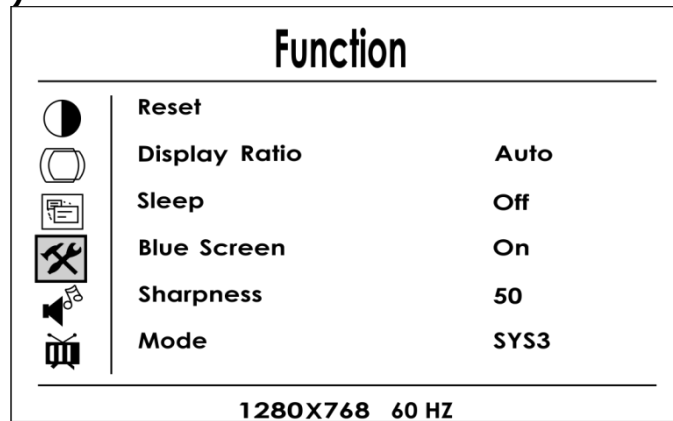 Function
Reset
Display Ratio Auto
Sleep Off
Blue Screen On
Sharpness 50
Mode SYS3
1280X768 60 HZ